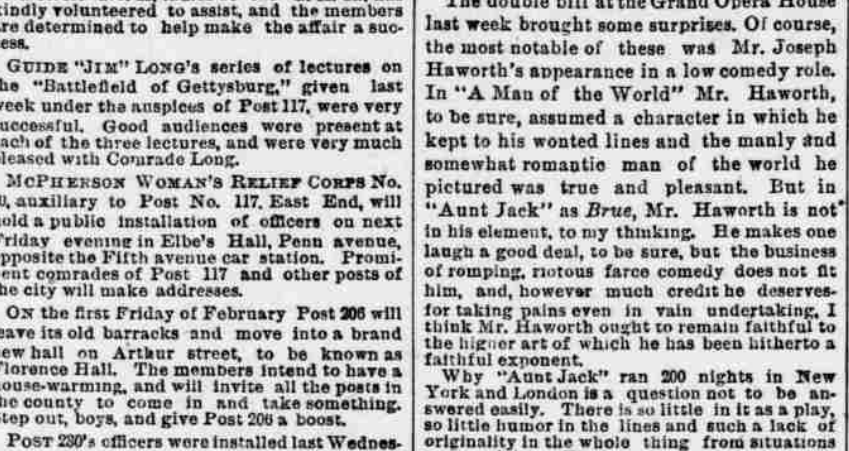 kindly volunteered to assist, and the members
are determined to help make the affair a suc-
cess.
GUIDE "JIM" LONG'S series of lectures on
the "Battlefield of Gettysburg," given last
week under the auspices of Post 117, were very
successful. Good audiences were present at
each of the three lectures, and were very much
pleased with Comrade Long.
MCPHERSON WOMAN'S RELIEF CORPS NO.
auxiliary to Post No. 117, East End, will
hold a public installation of officers on next
Friday evening in Elbe's Hall, Penn avenue,
opposite the Fifth avenue car station. Promi-
nent comrades of Post 117 and other posts of
the city will make addresses.
ON the first Friday of February Post 206 will
leave its old barracks and move into a brand
new hall on Arthur street, to be known as
Florence Hall. The members intend to have a
house-warming, and will invite all the posts in
the county to come in and take something.
Step out, boys, and give Post 206 a boost.
POST 230's officers were installed last Wednes-
The double bill at the Grand Opera House
last week brought some surprises. Of course,
the most notable of these was Mr. Joseph
Haworth's appearance in a low comedy role.
In "A Man of the World" Mr. Haworth,
to be sure, assumed a character in which he
kept to his wonted lines and the manly and
somewhat romantic man of the world he
pictured was true and pleasant. But in
"Aunt Jack" as Brue, Mr. Haworth is not
in his element, to my thinking. He makes one
laugh a good deal, to be sure, but the business
of romping, riotous farce comedy does not fit
him, and, however much credit he deserves
for taking pains even in vain undertaking, I
think Mr. Haworth ought to remain faithful to
the higher art of which he has been hitherto a
faithful exponent.
Why "Aunt Jack" ran 200 nights in New
York and London is a question not to be an-
swered easily. There is so little in it as a play,
so little humor in the lines and such a lack of
originality in the whole thing from situations